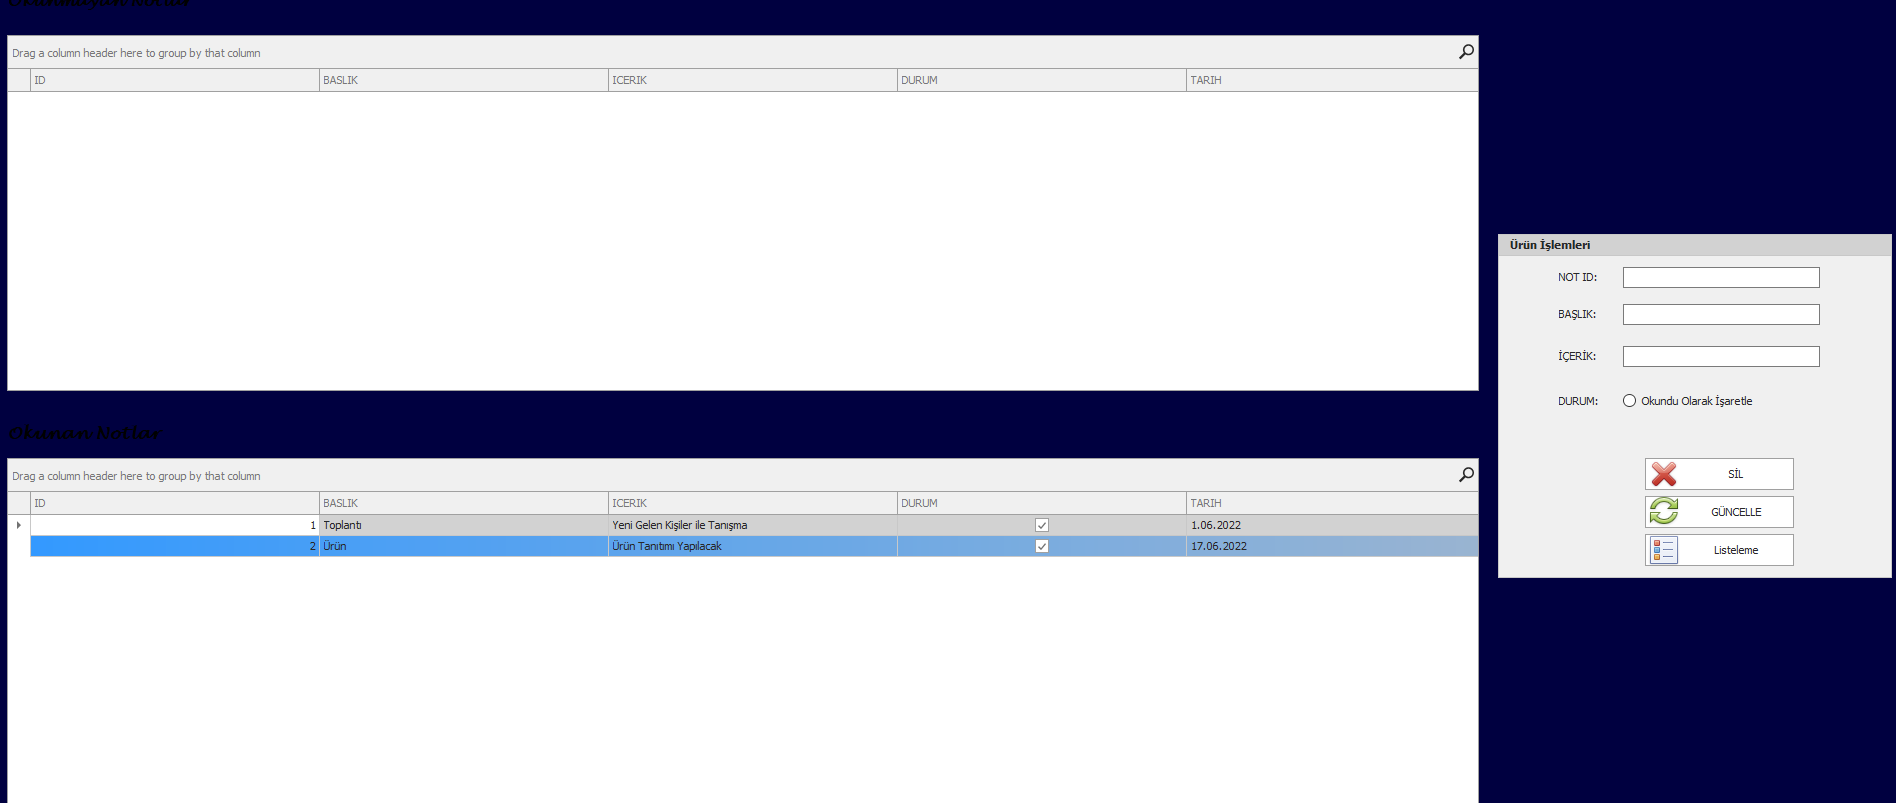 Okunmayan Notlar
Drag a column header here to group by that column
ID BASLIK ICERIK DURUM TARIH
Okunan Notlar
Drag a column header here to group by that column
ID BASLIK ICERIK DURUM TARIH
1 Toplantı Yeni Gelen Kişiler ile Tanışma 1.06.2022
2 Ürün Ürün Tanıtımı Yapılacak 17.06.2022
Ürün İşlemleri
NOT ID:
BAŞLIK:
İÇERİK:
DURUM: Okundu Olarak İşaretle
SİL
GÜNCELLE
Listeleme